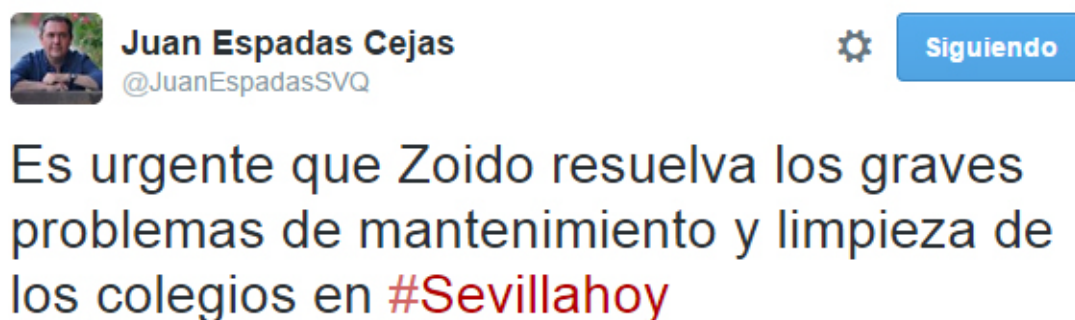 Juan Espadas Cejas
@JuanEspadasSVQ
Siguiendo
Es urgente que Zoido resuelva los graves
problemas de mantenimiento y limpieza de
los colegios en #Sevillahoy